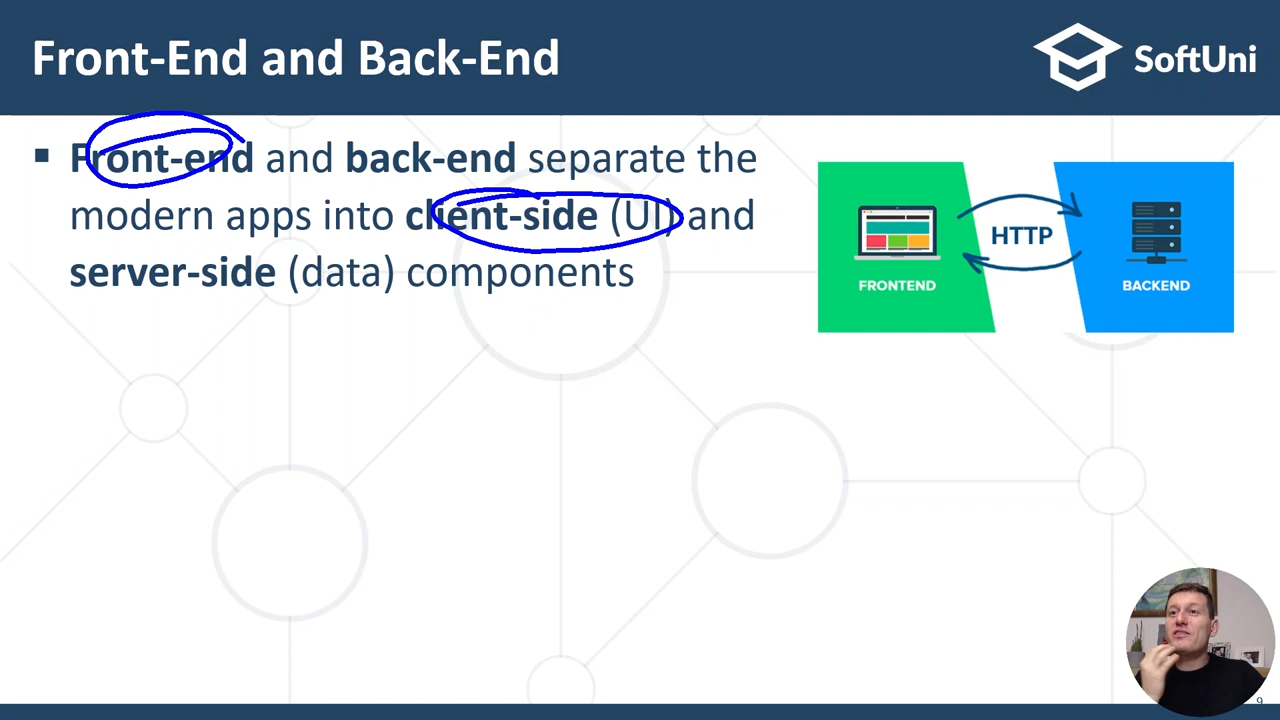 Front-End and Back-End
SoftUni
▪ Front-end and back-end separate the
modern apps into client-side (UI) and
server-side (data) components
HTTP
FRONTEND
BACKEND
9